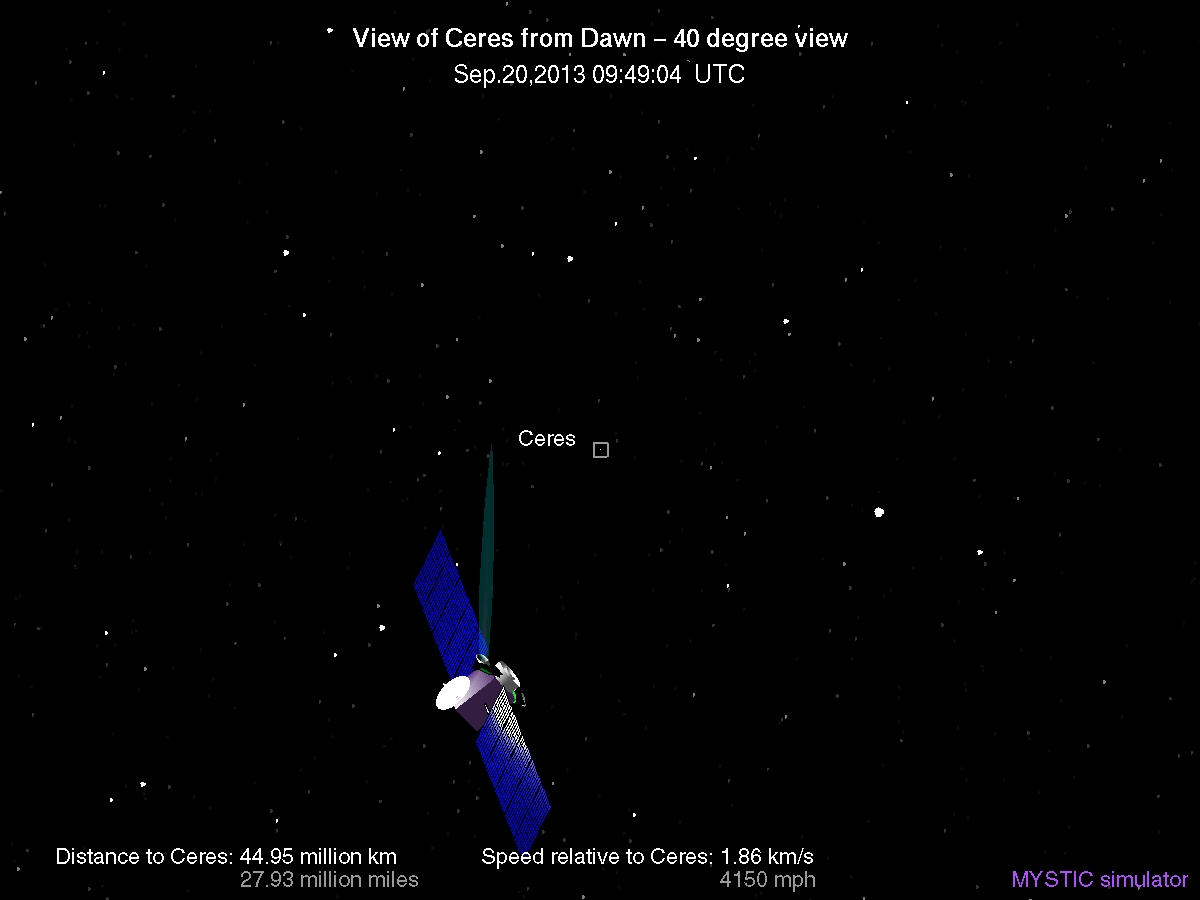 View of Ceres from Dawn – 40 degree view
Sep.20,2013 09:49:04 UTC
Ceres
Distance to Ceres: 44.95 million km
27.93 million miles
Speed relative to Ceres: 1.86 km/s
4150 mph
MYSTIC simulator